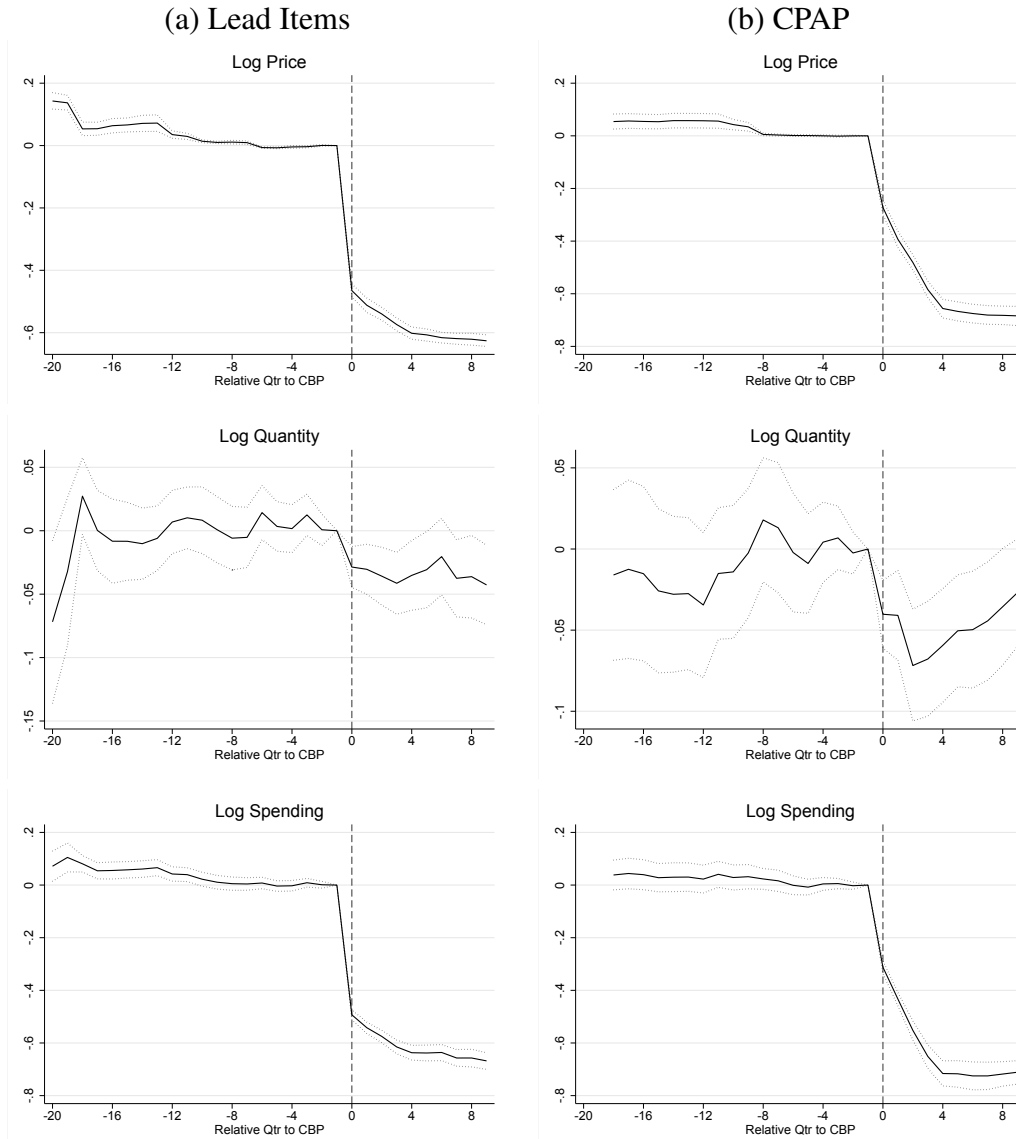 (a) Lead Items
(b) CPAP
Log Price
.2
0
-.2
-.4
-.6
-20 -16 -12 -8 -4 0 4 8
Relative Qtr to CBP
Log Price
.2
0
-.2
-.4
-.6
-.8
-20 -16 -12 -8 -4 0 4 8
Relative Qtr to CBP
Log Quantity
.05
0
-.05
-.1
-.15
-20 -16 -12 -8 -4 0 4 8
Relative Qtr to CBP
Log Quantity
.05
0
-.05
-.1
-20 -16 -12 -8 -4 0 4 8
Relative Qtr to CBP
Log Spending
.2
0
-.2
-.4
-.6
-.8
-20 -16 -12 -8 -4 0 4 8
Relative Qtr to CBP
Log Spending
.2
0
-.2
-.4
-.6
-.8
-20 -16 -12 -8 -4 0 4 8
Relative Qtr to CBP